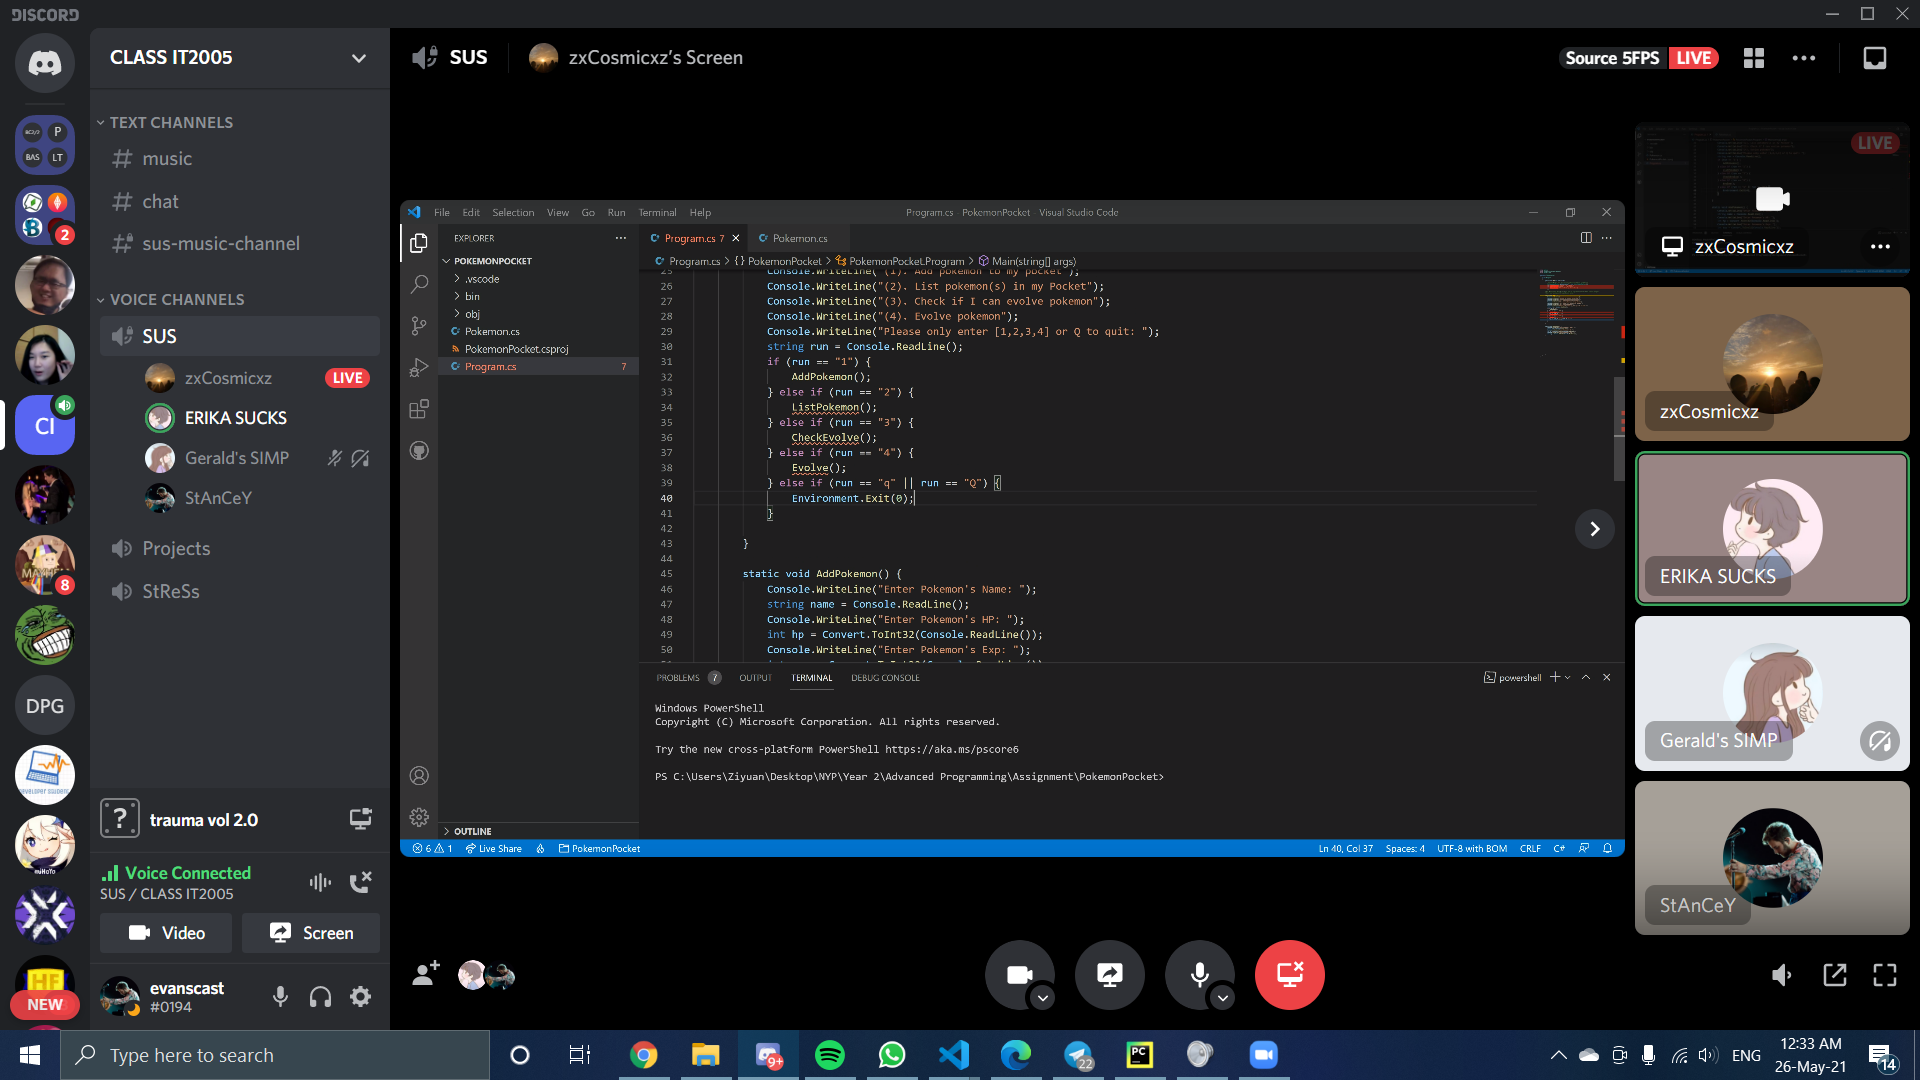 DISCORD
CLASS IT2005
TEXT CHANNELS
music
chat
sus-music-channel
VOICE CHANNELS
SUS
zxCosmicxz
LIVE
ERIKA SUCKS
Gerald's SIMP
StAnCeY
Projects
StReSs
P
BAS
LT
2
CI
8
DPG
HF
NEW
trauma vol 2.0
Voice Connected
SUS / CLASS IT2005
Video
Screen
evanscast
#0194
SUS
zxCosmicxz's Screen
Source 5FPS
LIVE
File Edit Selection View Go Run Terminal Help
Program.cs - PokemonPocket - Visual Studio Code
EXPLORER
POKEMONPOCKET
.vscode
bin
obj
Pokemon.cs
PokemonPocket.csproj
Program.cs 7
OUTLINE
Program.cs 7
Pokemon.cs
Program.cs > {} PokemonPocket > PokemonPocket.Program > Main(string[] args)
25 Console.WriteLine("(1). Add pokemon to my pocket");
26 Console.WriteLine("(2). List pokemon(s) in my Pocket");
27 Console.WriteLine("(3). Check if I can evolve pokemon");
28 Console.WriteLine("(4). Evolve pokemon");
29 Console.WriteLine("Please only enter [1,2,3,4] or Q to quit: ");
30 string run = Console.ReadLine();
31 if (run == "1") {
32 AddPokemon();
33 } else if (run == "2") {
34 ListPokemon();
35 } else if (run == "3") {
36 CheckEvolve();
37 } else if (run == "4") {
38 Evolve();
39 } else if (run == "q" || run == "Q") {
40 Environment.Exit(0);
41 }
42
43 }
44
45 static void AddPokemon() {
46 Console.WriteLine("Enter Pokemon's Name: ");
47 string name = Console.ReadLine();
48 Console.WriteLine("Enter Pokemon's HP: ");
49 int hp = Convert.ToInt32(Console.ReadLine());
50 Console.WriteLine("Enter Pokemon's Exp: ");
PROBLEMS 7 OUTPUT TERMINAL DEBUG CONSOLE
powershell
Windows PowerShell
Copyright (C) Microsoft Corporation. All rights reserved.
Try the new cross-platform PowerShell https://aka.ms/pscore6
PS C:\Users\Ziyuan\Desktop\NYP\Year 2\Advanced Programming\Assignment\PokemonPocket>
6 1 Live Share PokemonPocket
Ln 40, Col 37 Spaces: 4 UTF-8 with BOM CRLF C#
LIVE
zxCosmicxz
zxCosmicxz
ERIKA SUCKS
Gerald's SIMP
StAnCeY
Type here to search
9+
22
PC
ENG
12:33 AM
26-May-21
14